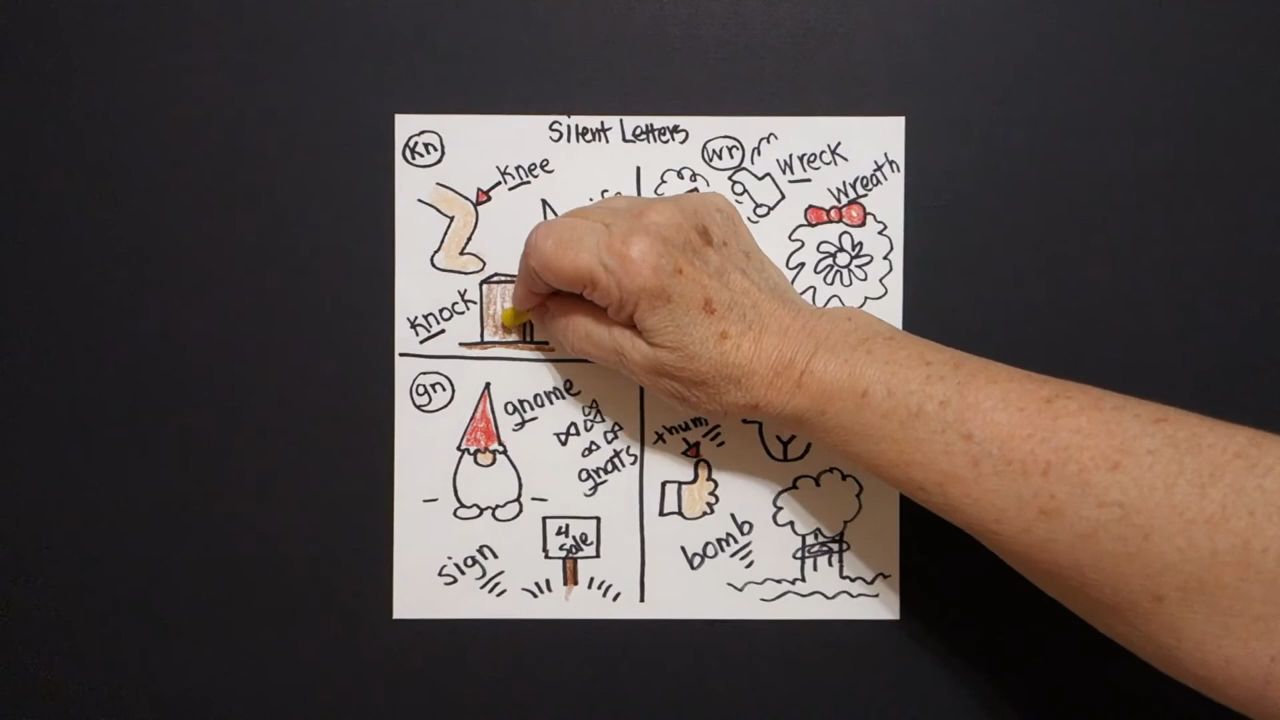 Silent Letters
kn
knee
knock
wr
wreck
wreath
gn
gnome
gnats
sign
4
sale
thum
bomb